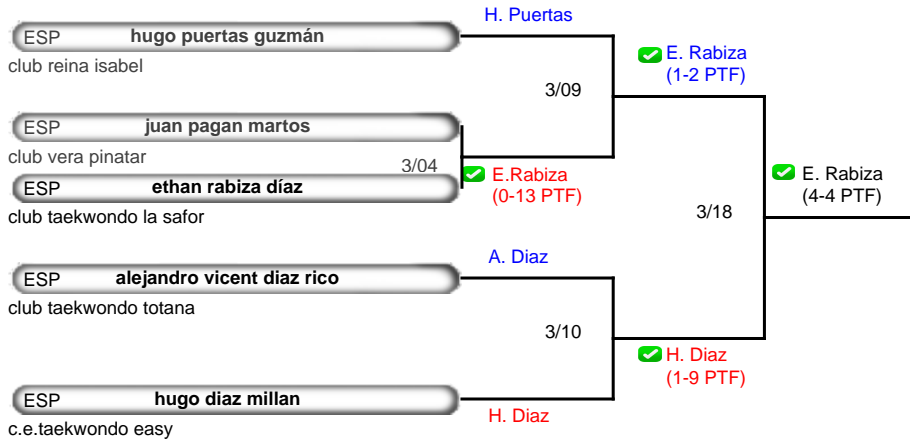 H. Puertas
ESP hugo puertas guzmán
club reina isabel
E. Rabiza
(1-2 PTF)
3/09
ESP juan pagan martos
club vera pinatar
3/04
E.Rabiza
(0-13 PTF)
ESP ethan rabiza díaz
club taekwondo la safor
E. Rabiza
(4-4 PTF)
3/18
A. Diaz
ESP alejandro vicent diaz rico
club taekwondo totana
3/10
H. Diaz
(1-9 PTF)
ESP hugo diaz millan
H. Diaz
c.e.taekwondo easy